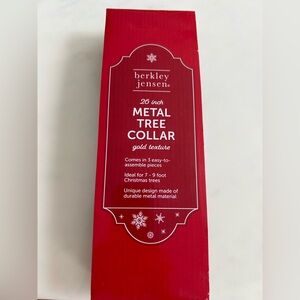 berkley
jensen®
26 inch
METAL
TREE
COLLAR
gold texture
Comes in 3 easy-to-
assemble pieces
Ideal for 7 - 9 foot
Christmas trees
Unique design made of
durable metal material